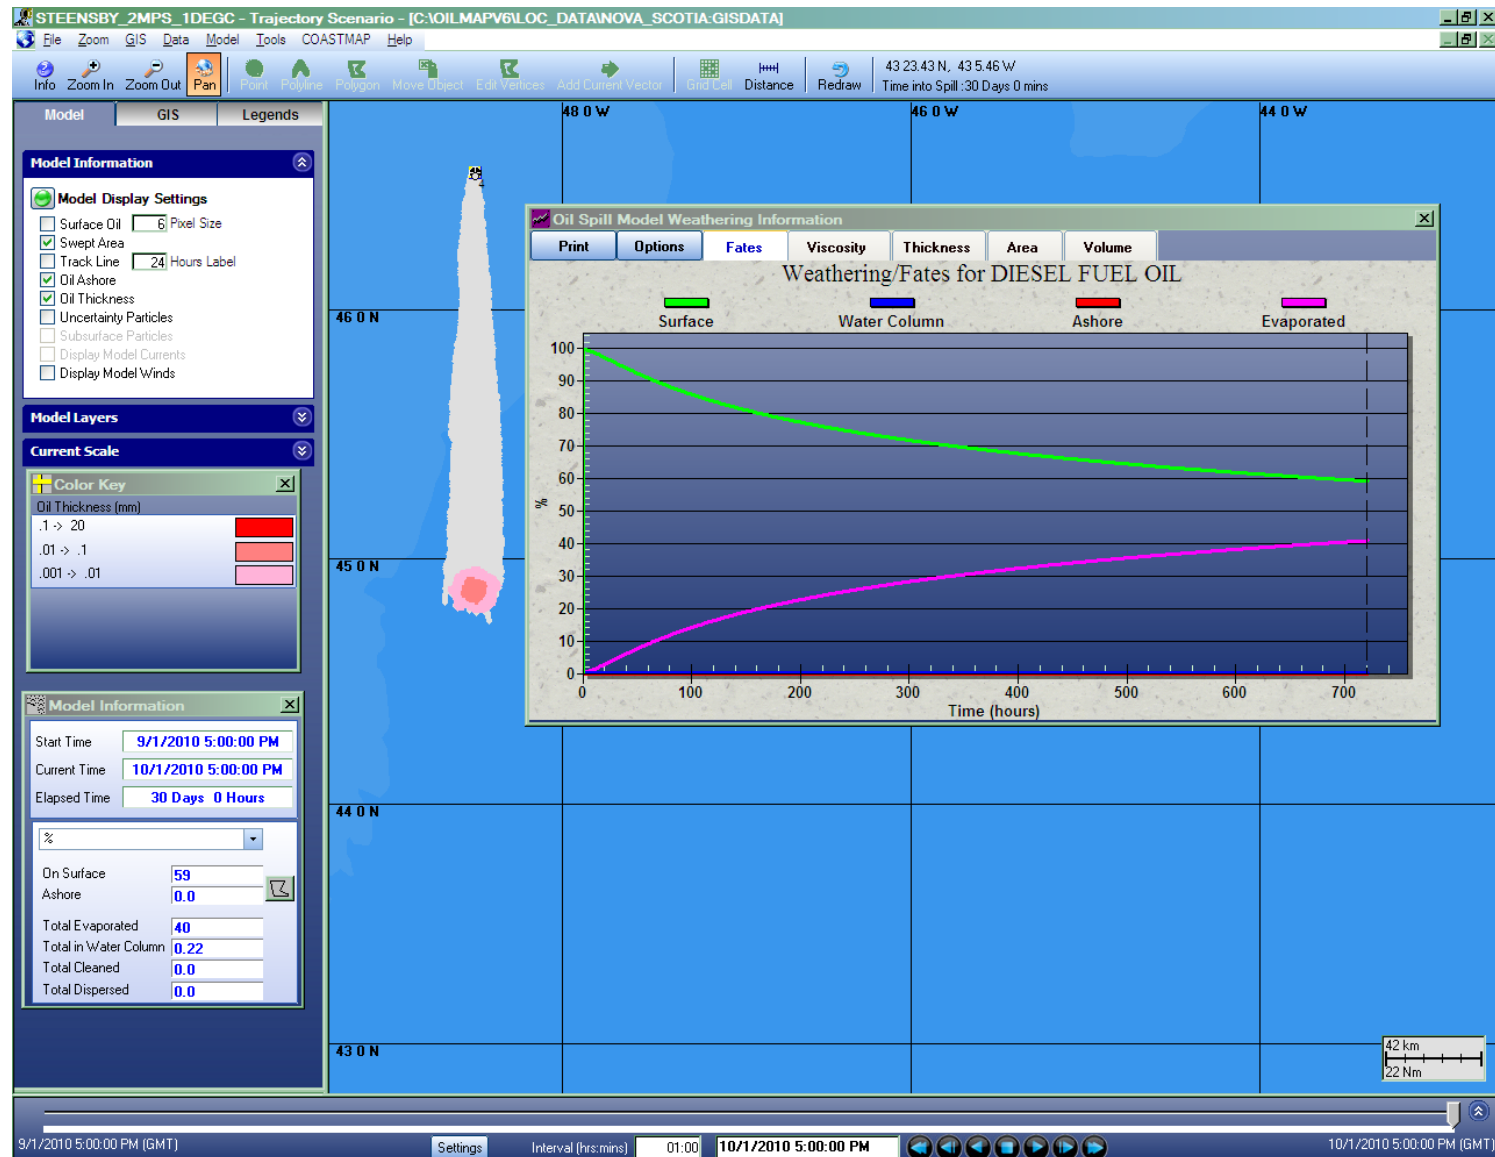 STEENSBY_2MPS_1DEGC - Trajectory Scenario - [C:\OILMAPV6\LOC_DATA\NOVA_SCOTIA:GISDATA]
File Zoom GIS Data Model Tools COASTMAP Help
Info Zoom In Zoom Out Pan Point Polyline Polygon Move Object Edit Vertices Add Current Vector Grid Cell Distance Redraw
43 23.43 N, 43 5.46 W
Time into Spill :30 Days 0 mins
Model GIS Legends
Model Information
Model Display Settings
Surface Oil 6 Pixel Size
Swept Area
Track Line 24 Hours Label
Oil Ashore
Oil Thickness
Uncertainty Particles
Subsurface Particles
Display Model Currents
Display Model Winds
Model Layers
Current Scale
Color Key
Oil Thickness (mm)
.1 -> 20
.01 -> .1
.001 -> .01
Model Information
Start Time 9/1/2010 5:00:00 PM
Current Time 10/1/2010 5:00:00 PM
Elapsed Time 30 Days 0 Hours
%
On Surface 59
Ashore 0.0
Total Evaporated 40
Total in Water Column 0.22
Total Cleaned 0.0
Total Dispersed 0.0
48 0 W 46 0 W 44 0 W
46 0 N
45 0 N
44 0 N
43 0 N
Oil Spill Model Weathering Information
Print Options Fates Viscosity Thickness Area Volume
Weathering/Fates for DIESEL FUEL OIL
Surface Water Column Ashore Evaporated
100
90
80
70
60
50
40
30
20
10
0
%
0 100 200 300 400 500 600 700
Time (hours)
42 km
22 Nm
9/1/2010 5:00:00 PM (GMT) Settings Interval (hrs:mins) 01:00 10/1/2010 5:00:00 PM 10/1/2010 5:00:00 PM (GMT)